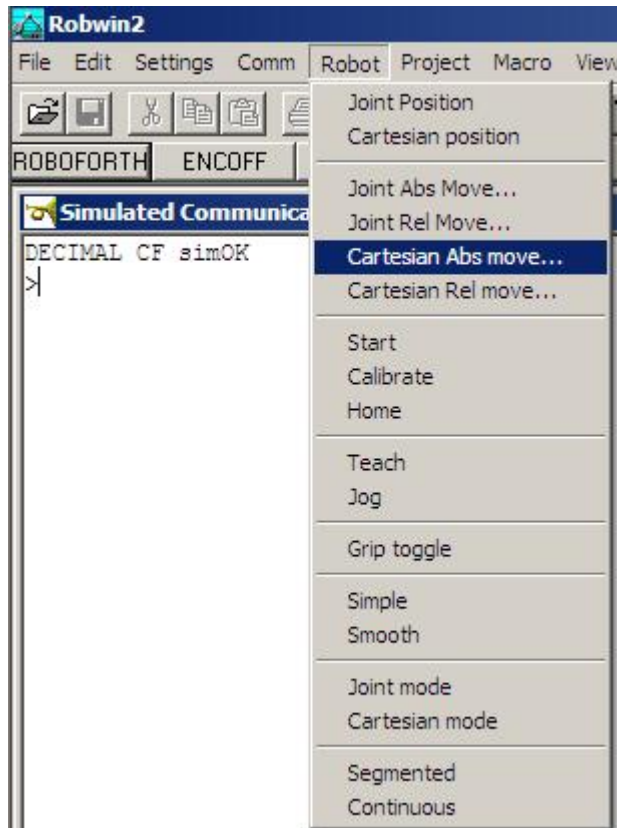 Robwin2
File Edit Settings Comm Robot Project Macro View
ROBOFORTH ENCOFF
Simulated Communica
DECIMAL CF simOK
>
Joint Position
Cartesian position
Joint Abs Move...
Joint Rel Move...
Cartesian Abs move...
Cartesian Rel move...
Start
Calibrate
Home
Teach
Jog
Grip toggle
Simple
Smooth
Joint mode
Cartesian mode
Segmented
Continuous